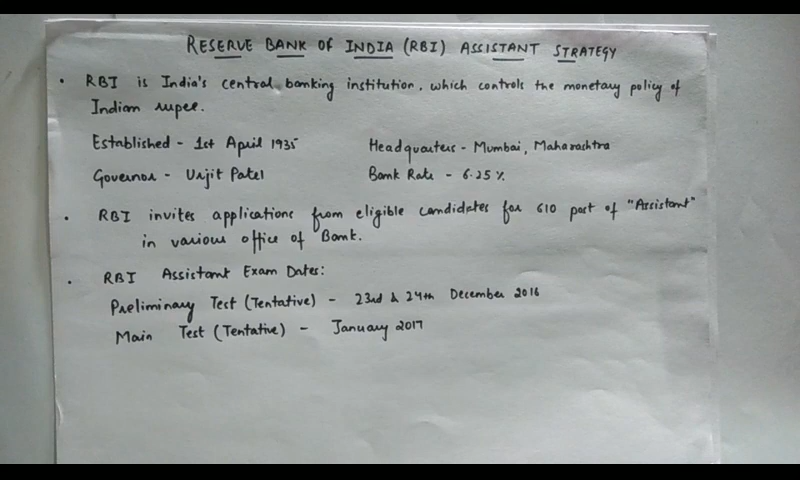 RESERVE BANK OF INDIA (RBI) ASSISTANT STRATEGY
• RBI is India's central banking institution, which controls the monetary policy of
Indian rupee.
Established - 1st April 1935 Headquarters - Mumbai, Maharashtra
Governor - Urjit Patel Bank Rate - 6.25%
• RBI invites applications from eligible candidates for 610 post of "Assistant"
in various office of Bank.
• RBI Assistant Exam Dates:
Preliminary Test (Tentative) - 23rd & 24th December 2016
Main Test (Tentative) - January 2017